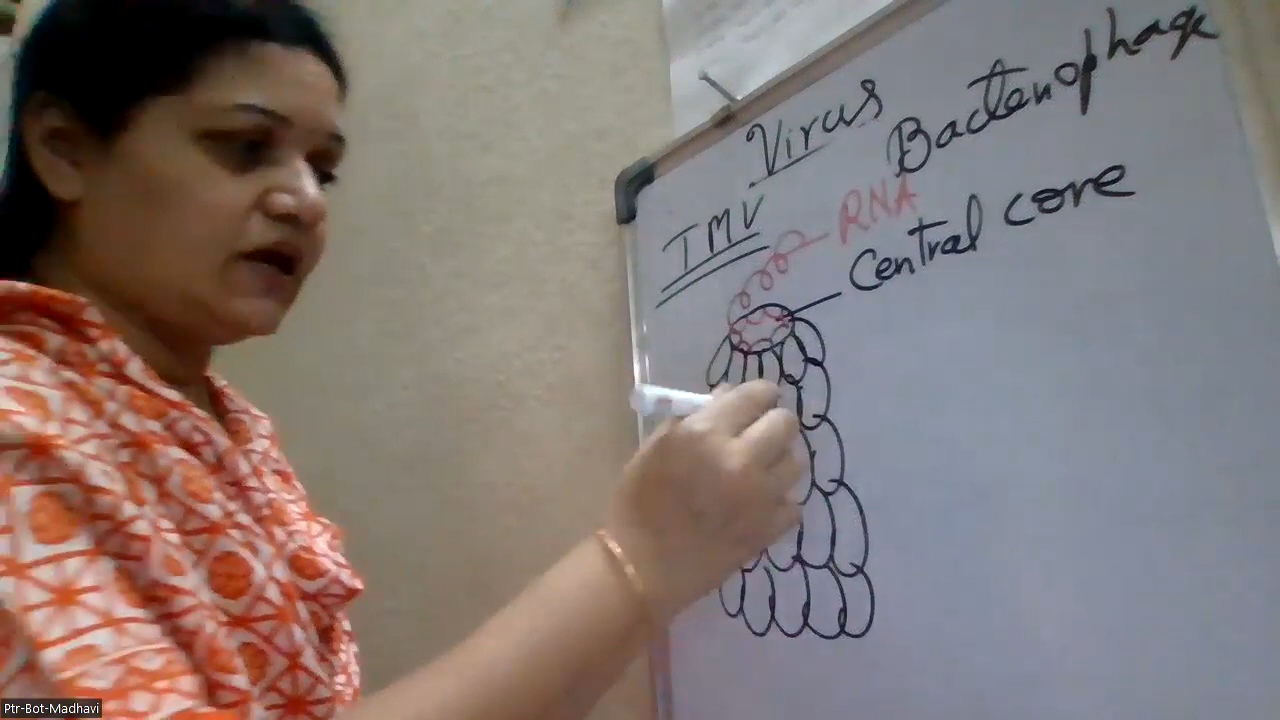 Virus
Bacteriophage
TMV
RNA
Central core
Ptr-Bot-Madhavi